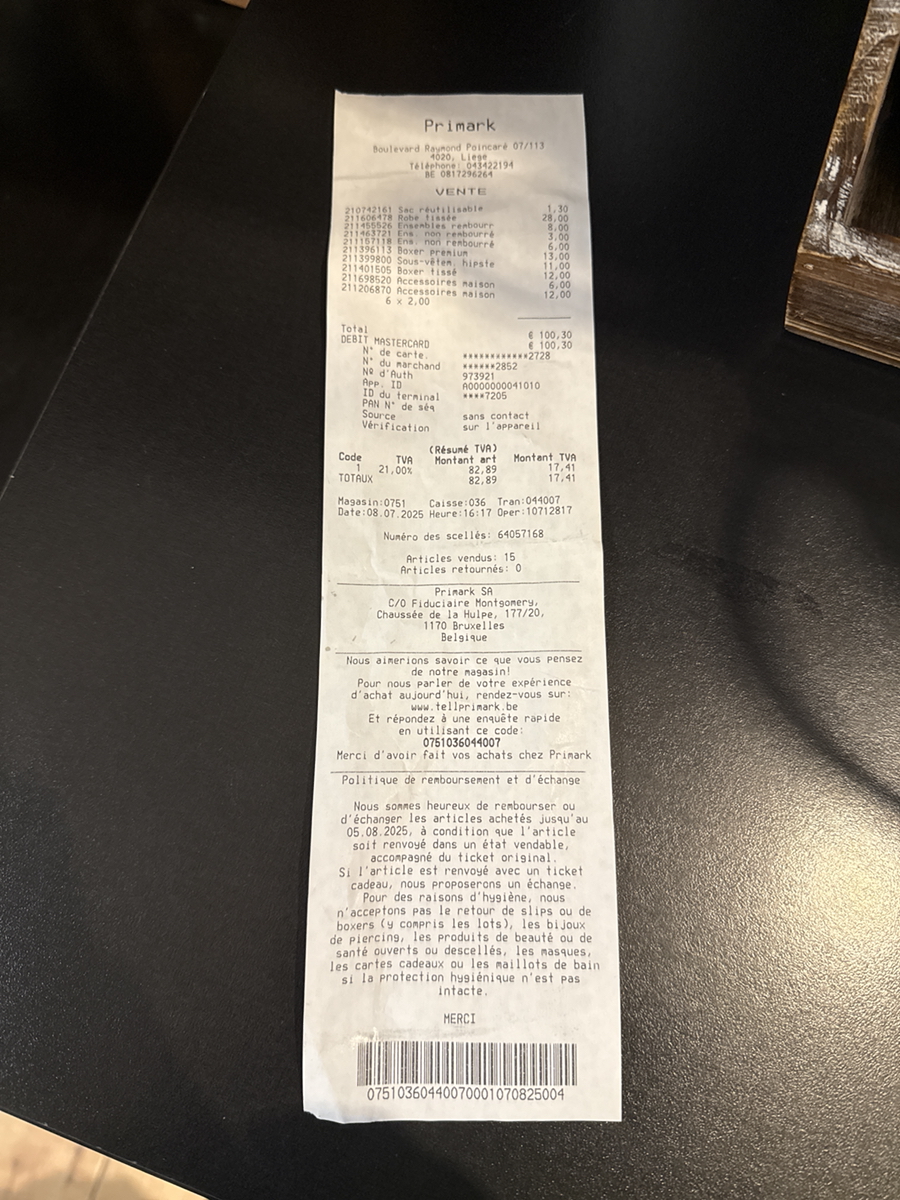 Primark
Boulevard Raymond Poincaré 07/113
4020, Liege
Téléphone: 043422194
BE 0817296264
VENTE
210742161 Sac réutilisable 1,30
211606478 Robe tissée 28,00
211455526 Ensembles rembourr 8,00
211463721 Ens. non rembourré 3,00
211157118 Ens. non rembourré 6,00
211396113 Boxer premium 13,00
211399800 Sous-vêtem. hipste 11,00
211401505 Boxer tissé 12,00
211698520 Accessoires maison 6,00
211206870 Accessoires maison 12,00
6 x 2,00
Total € 100,30
DEBIT MASTERCARD € 100,30
N° de carte. ************2728
N° du marchand ******2852
Nº d'Auth 973921
App. ID A0000000041010
ID du terminal ****7205
PAN N° de séq
Source sans contact
Vérification sur l'appareil
(Résumé TVA)
Code TVA Montant art Montant TVA
1 21,00% 82,89 17,41
TOTAUX 82,89 17,41
Magasin:0751 Caisse:036 Tran:044007
Date:08.07.2025 Heure:16:17 Oper:10712817
Numéro des scellés: 64057168
Articles vendus: 15
Articles retournés: 0
Primark SA
C/O Fiduciaire Montgomery,
Chaussée de la Hulpe, 177/20,
1170 Bruxelles
Belgique
Nous aimerions savoir ce que vous pensez
de notre magasin!
Pour nous parler de votre expérience
d'achat aujourd'hui, rendez-vous sur:
www.tellprimark.be
Et répondez à une enquête rapide
en utilisant ce code:
0751036044007
Merci d'avoir fait vos achats chez Primark
Politique de remboursement et d'échange
Nous sommes heureux de rembourser ou
d'échanger les articles achetés jusqu'au
05.08.2025, à condition que l'article
soit renvoyé dans un état vendable,
accompagné du ticket original.
Si l'article est renvoyé avec un ticket
cadeau, nous proposerons un échange.
Pour des raisons d'hygiène, nous
n'acceptons pas le retour de slips ou de
boxers (y compris les lots), les bijoux
de piercing, les produits de beauté ou de
santé ouverts ou descellés, les masques,
les cartes cadeaux ou les maillots de bain
si la protection hygiénique n'est pas
intacte.
MERCI
07510360440070001070825004